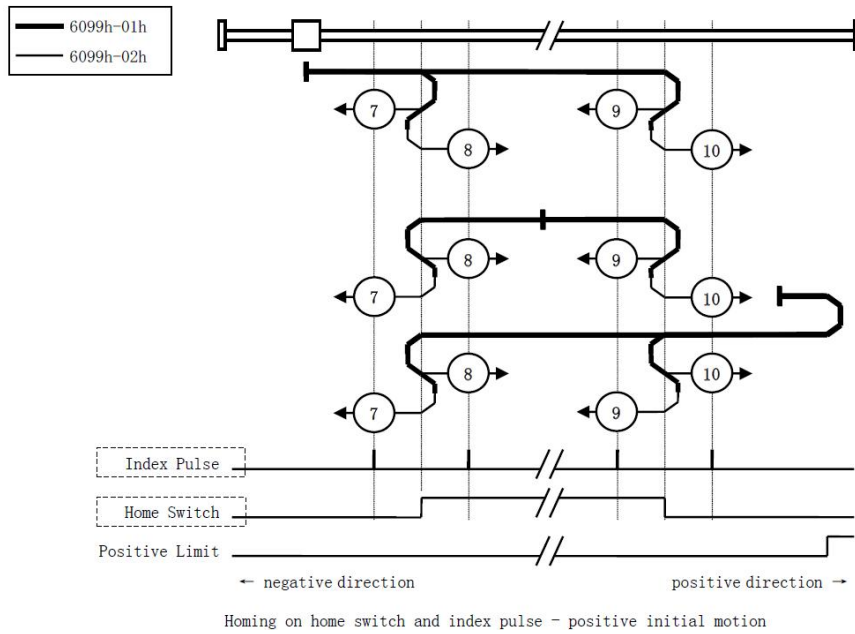 6099h-01h
6099h-02h
7
9
8
10
8
9
7
10
8
10
7
9
Index Pulse
Home Switch
Positive Limit
← negative direction
positive direction →
Homing on home switch and index pulse - positive initial motion